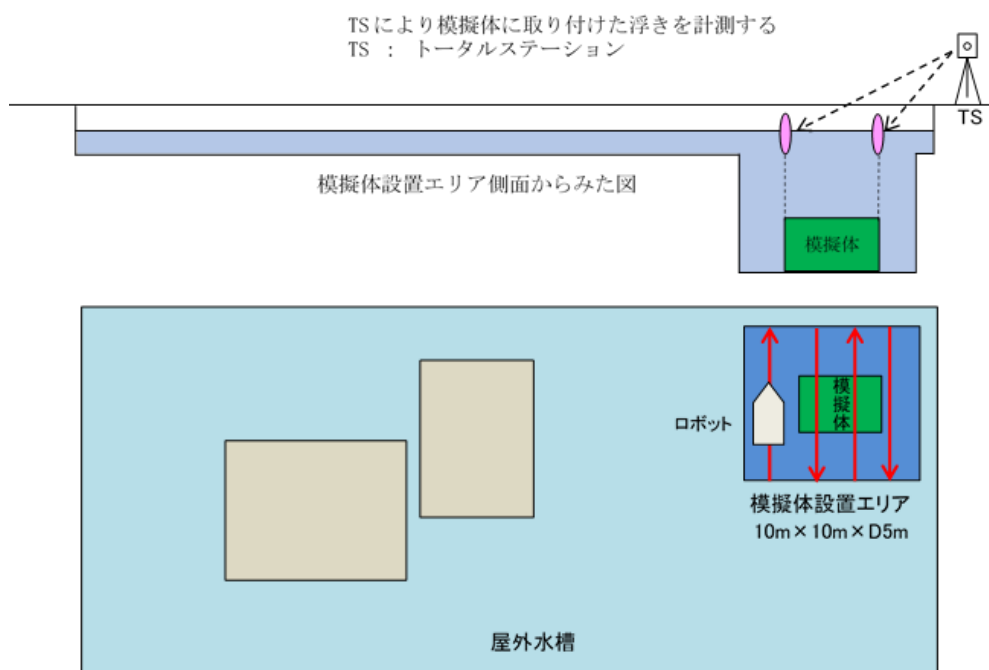 TSにより模擬体に取り付けた浮きを計測する
TS : トータルステーション
TS
模擬体設置エリア側面からみた図
模擬体
模擬体
ロボット
模擬体設置エリア
10m×10m×D5m
屋外水槽